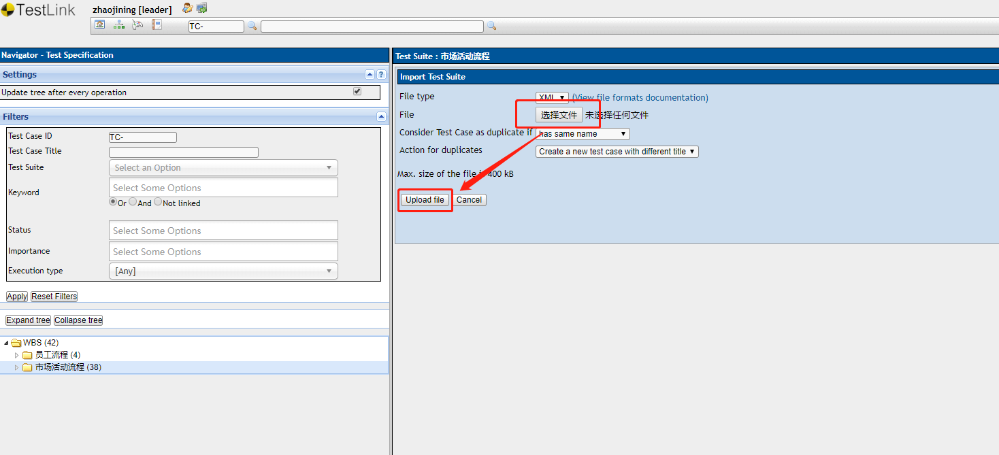 TestLink
zhaojining [leader]
TC-
Navigator - Test Specification
Settings
?
Update tree after every operation
Filters
Test Case ID
TC-
Test Case Title
Test Suite
Select an Option
Keyword
Select Some Options
Or And Not linked
Status
Select Some Options
Importance
Select Some Options
Execution type
[Any]
Apply Reset Filters
Expand tree Collapse tree
WBS (42)
员工流程 (4)
市场活动流程 (38)
Test Suite : 市场活动流程
Import Test Suite
File type XML (View file formats documentation)
File 选择文件 未选择任何文件
Consider Test Case as duplicate if has same name
Action for duplicates Create a new test case with different title
Max. size of the file is 400 kB
Upload file Cancel